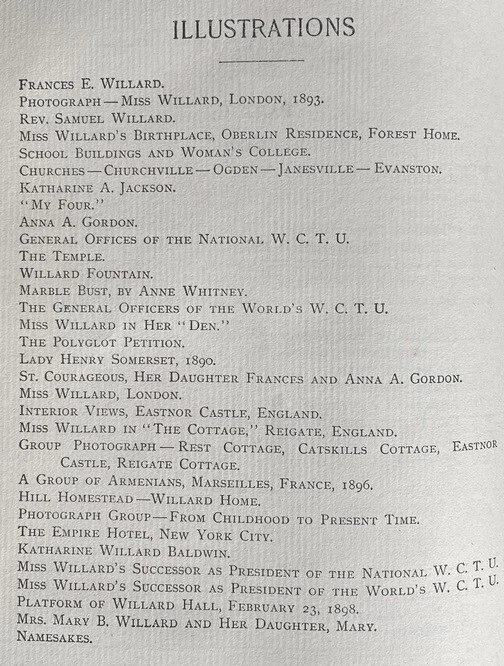 ILLUSTRATIONS
Frances E. Willard.
Photograph—Miss Willard, London, 1893.
Rev. Samuel Willard.
Miss Willard's Birthplace, Oberlin Residence, Forest Home.
School Buildings and Woman's College.
Churches—Churchville—Ogden—Janesville—Evanston.
Katharine A. Jackson.
"My Four."
Anna A. Gordon.
General Offices of the National W. C. T. U.
The Temple.
Willard Fountain.
Marble Bust, by Anne Whitney.
The General Officers of the World's W. C. T. U.
Miss Willard in Her "Den."
The Polyglot Petition.
Lady Henry Somerset, 1890.
St. Courageous, Her Daughter Frances and Anna A. Gordon.
Miss Willard, London.
Interior Views, Eastnor Castle, England.
Miss Willard in "The Cottage," Reigate, England.
Group Photograph—Rest Cottage, Catskills Cottage, Eastnor
Castle, Reigate Cottage.
A Group of Armenians, Marseilles, France, 1896.
Hill Homestead—Willard Home.
Photograph Group—From Childhood to Present Time.
The Empire Hotel, New York City.
Katharine Willard Baldwin.
Miss Willard's Successor as President of the National W. C. T. U.
Miss Willard's Successor as President of the World's W. C. T. U.
Platform of Willard Hall, February 23, 1898.
Mrs. Mary B. Willard and Her Daughter, Mary.
Namesakes.